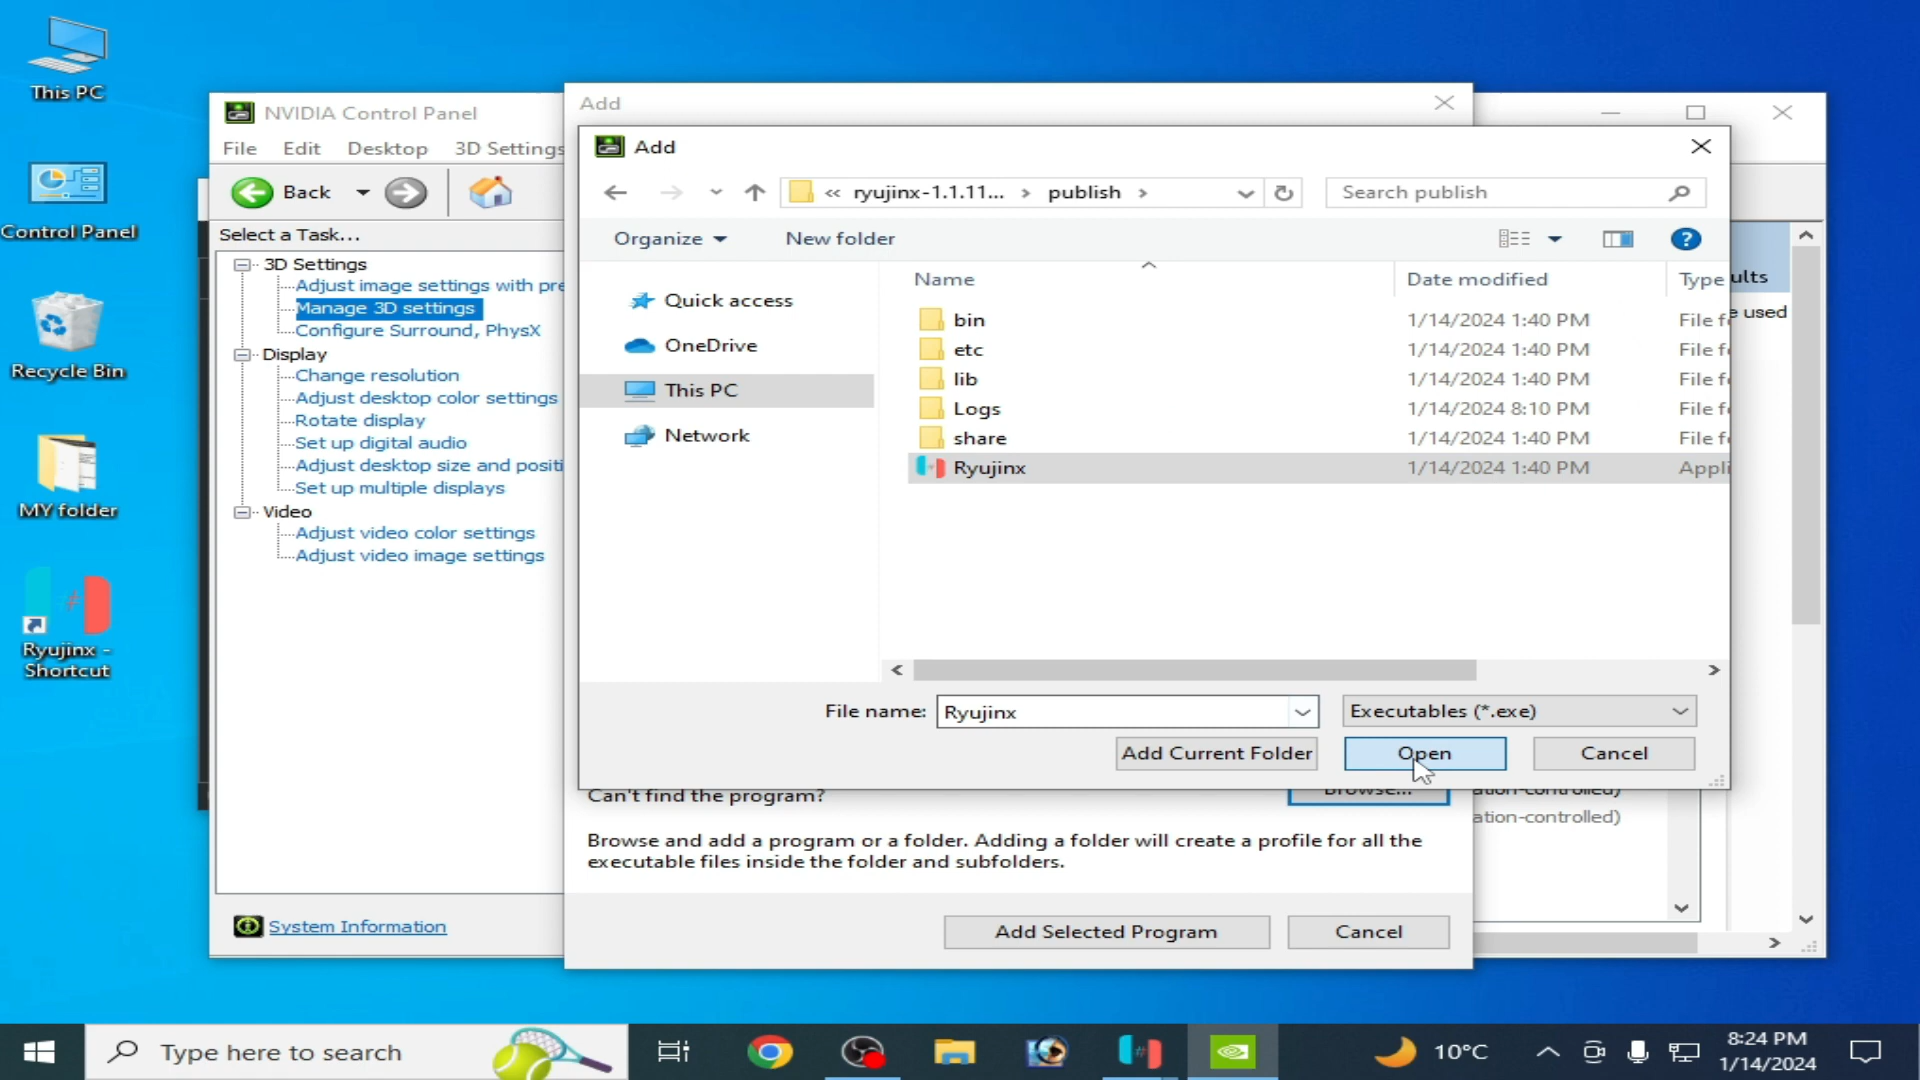 This PC
Control Panel
Recycle Bin
MY folder
Ryujinx -
Shortcut
NVIDIA Control Panel
File Edit Desktop 3D Settings
Back
Select a Task...
3D Settings
Adjust image settings with pre
Manage 3D settings
Configure Surround, PhysX
Display
Change resolution
Adjust desktop color settings
Rotate display
Set up digital audio
Adjust desktop size and positi
Set up multiple displays
Video
Adjust video color settings
Adjust video image settings
System Information
Add
Add
« ryujinx-1.1.11... › publish ›
Search publish
Organize New folder
Quick access
OneDrive
This PC
Network
Name Date modified Type
bin 1/14/2024 1:40 PM File f
etc 1/14/2024 1:40 PM File f
lib 1/14/2024 1:40 PM File f
Logs 1/14/2024 8:10 PM File f
share 1/14/2024 1:40 PM File f
Ryujinx 1/14/2024 1:40 PM Appli
File name: Ryujinx Executables (*.exe)
Add Current Folder Open Cancel
ults
e used
Can't find the program? Browse...
Browse and add a program or a folder. Adding a folder will create a profile for all the
executable files inside the folder and subfolders.
Add Selected Program Cancel
ation-controlled)
ation-controlled)
Type here to search
10°C
8:24 PM
1/14/2024